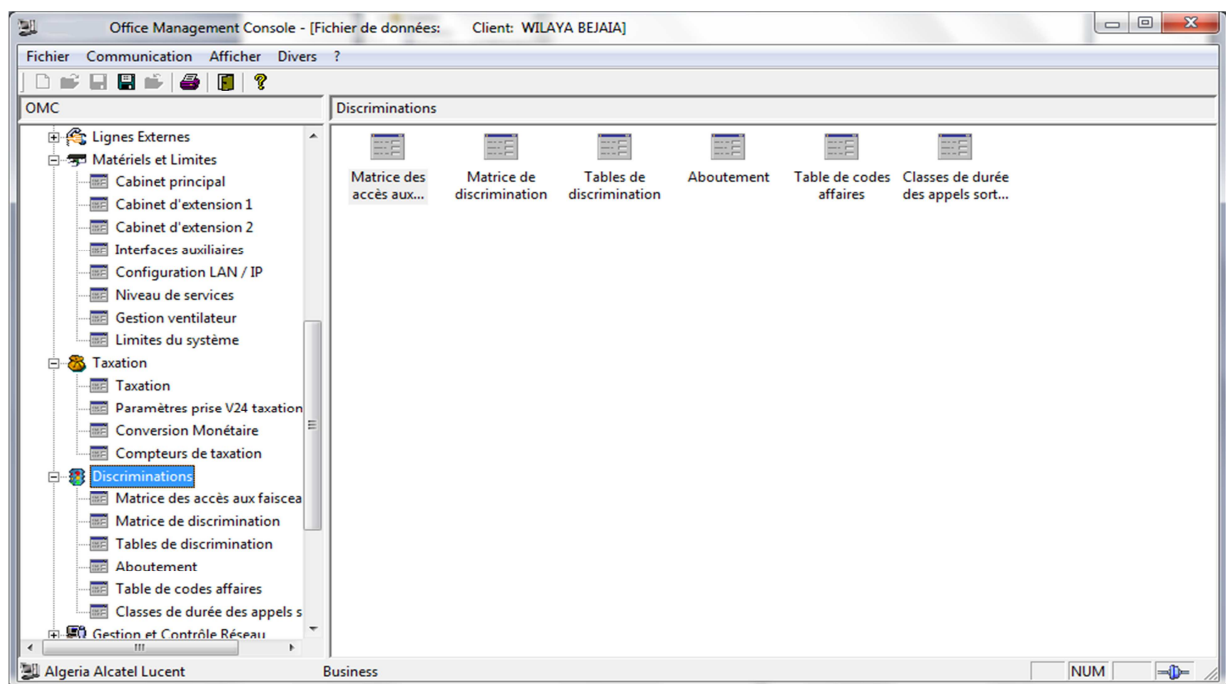 Office Management Console - [Fichier de données: Client: WILAYA BEJAIA]
Fichier Communication Afficher Divers ?
OMC
Discriminations
Lignes Externes
Matériels et Limites
Cabinet principal
Cabinet d'extension 1
Cabinet d'extension 2
Interfaces auxiliaires
Configuration LAN / IP
Niveau de services
Gestion ventilateur
Limites du système
Taxation
Taxation
Paramètres prise V24 taxation
Conversion Monétaire
Compteurs de taxation
Discriminations
Matrice des accès aux faiscea
Matrice de discrimination
Tables de discrimination
Aboutement
Table de codes affaires
Classes de durée des appels s
Gestion et Contrôle Réseau
Matrice des
accès aux...
Matrice de
discrimination
Tables de
discrimination
Aboutement
Table de codes
affaires
Classes de durée
des appels sort...
Algeria Alcatel Lucent
Business
NUM